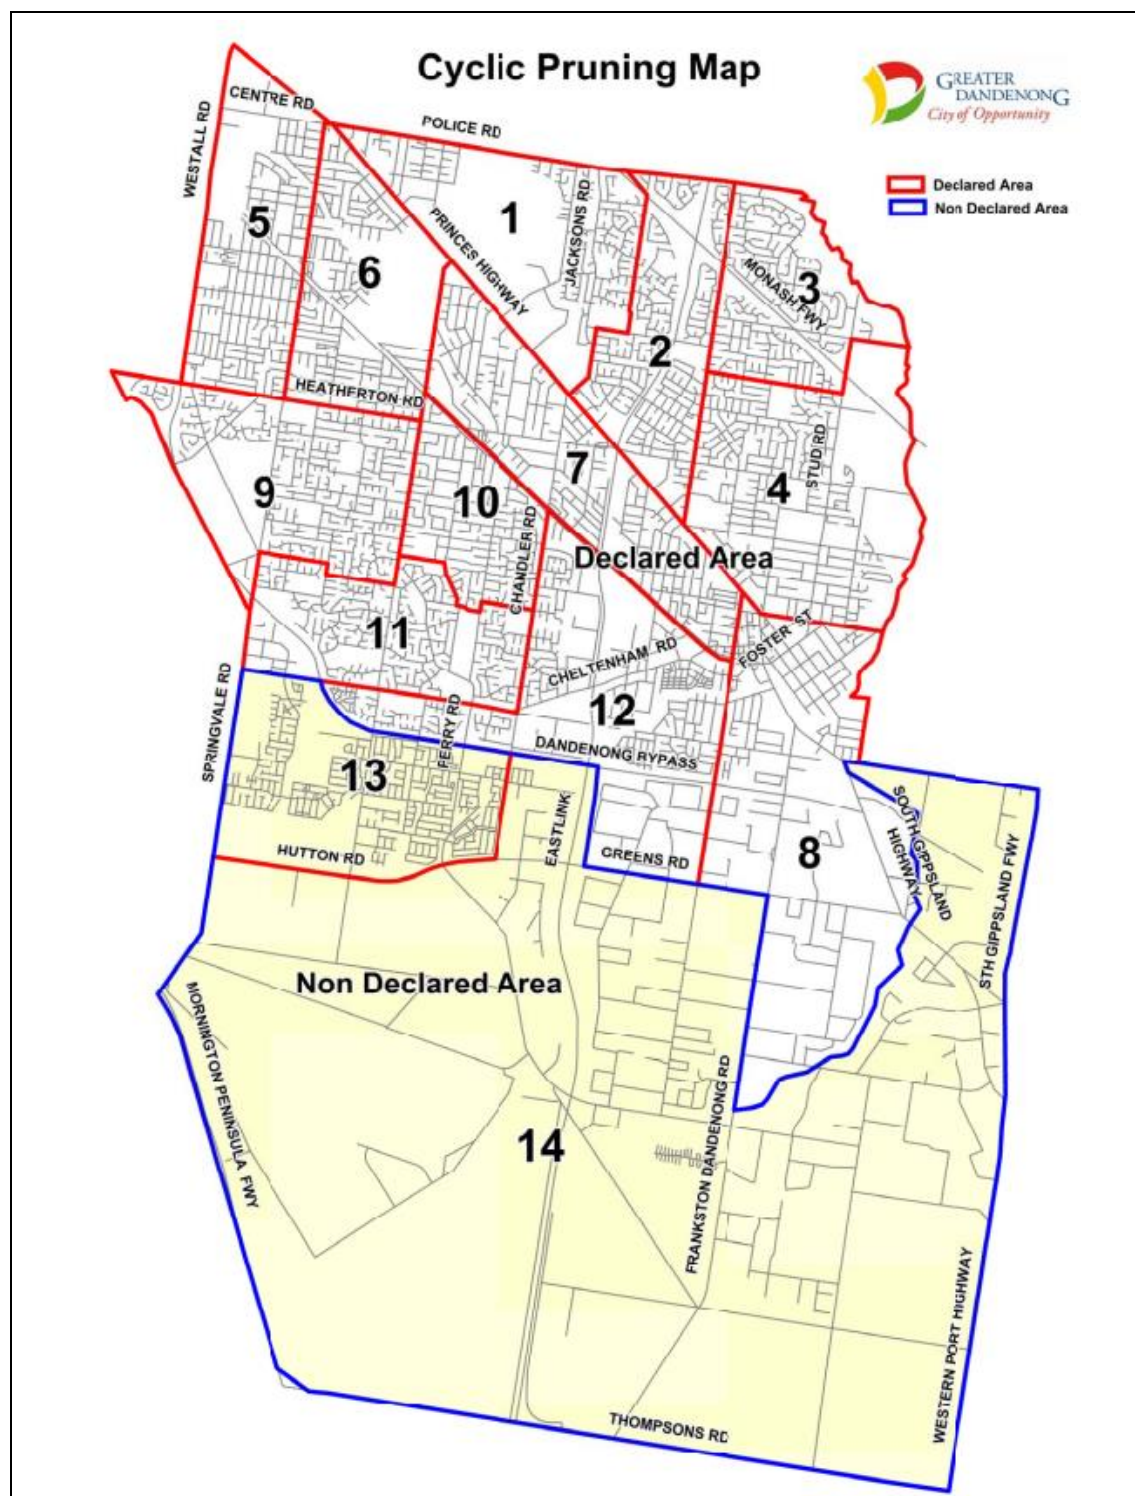 Cyclic Pruning Map
GREATER
DANDENONG
City of Opportunity
Declared Area
Non Declared Area
CENTRE RD
POLICE RD
WESTALL RD
PRINCES HIGHWAY
JACKSONS RD
MONASH FWY
1
5
6
3
2
HEATHERTON RD
STUD RD
9
10
7
4
CHANDLER RD
Declared Area
11
FOSTER ST
CHELTENHAM RD
12
SPRINGVALE RD
FERRY RD
DANDENONG BYPASS
13
EASTLINK
HUTTON RD
GREENS RD
8
SOUTH GIPPSLAND
HIGHWAY
STH GIPPSLAND FWY
Non Declared Area
MORNINGTON PENINSULA FWY
14
FRANKSTON DANDENONG RD
WESTERN PORT HIGHWAY
THOMPSONS RD